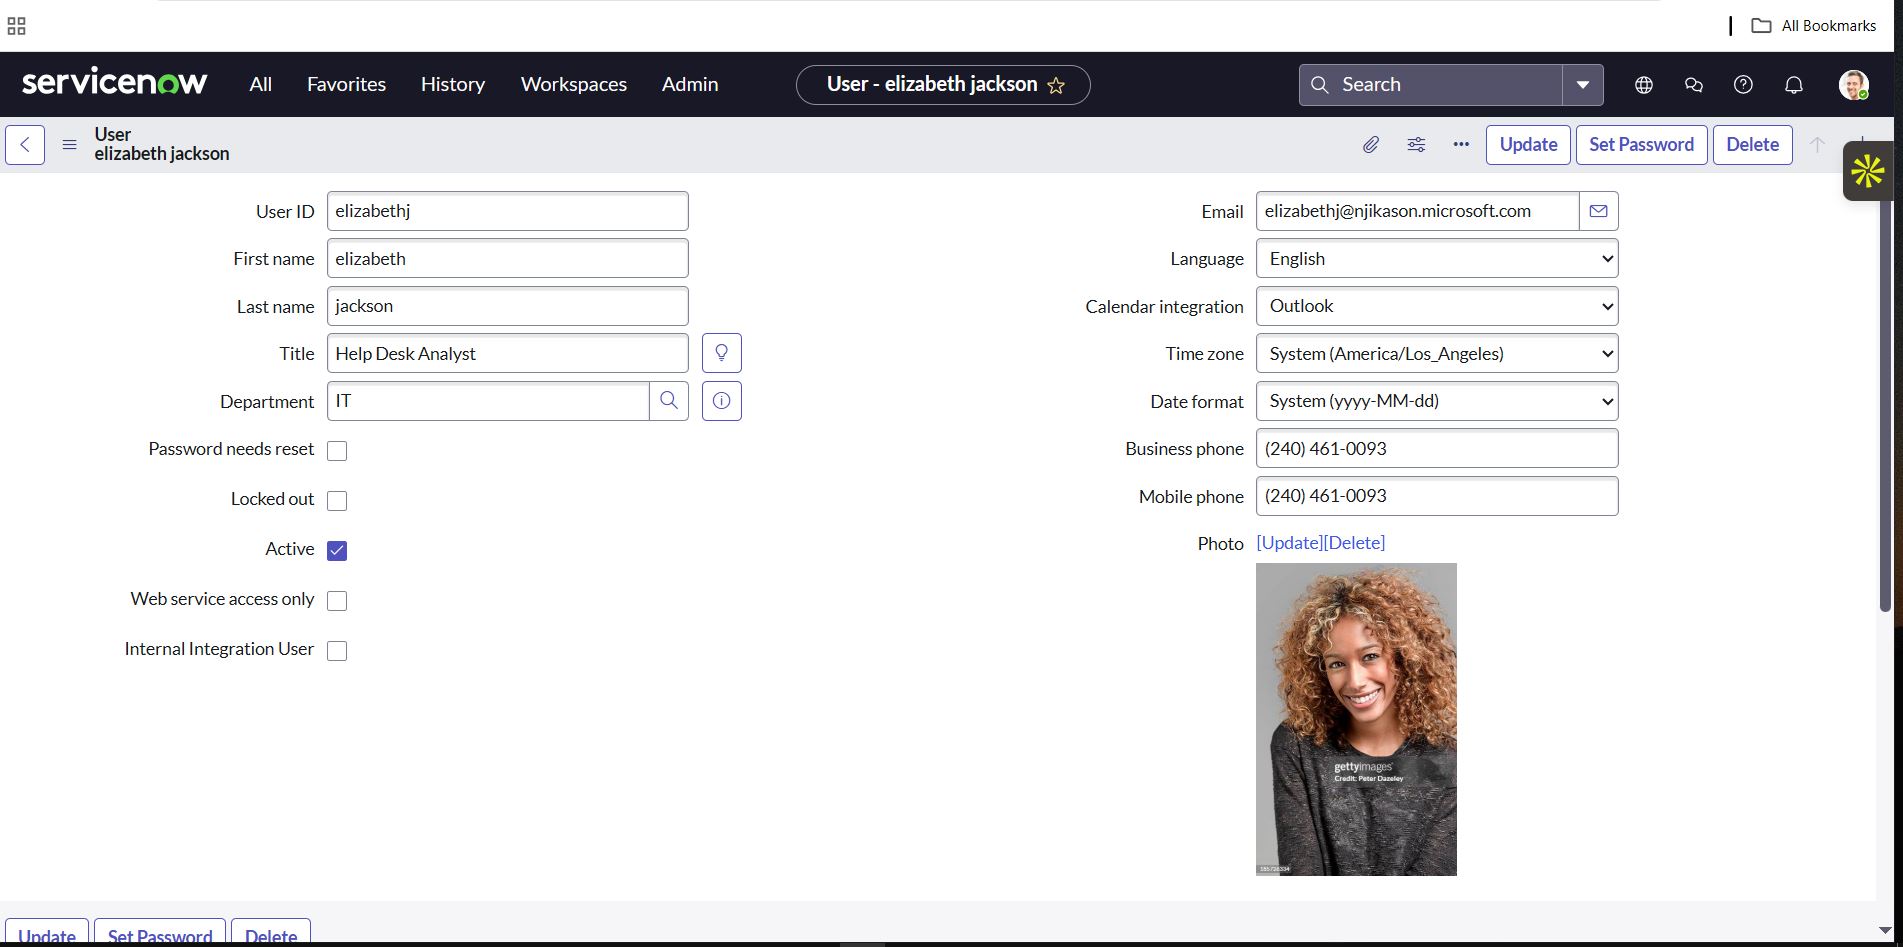 All Bookmarks
servicenow
All Favorites History Workspaces Admin
User - elizabeth jackson
Search
User
elizabeth jackson
Update Set Password Delete
User ID elizabethj
First name elizabeth
Last name jackson
Title Help Desk Analyst
Department IT
Password needs reset
Locked out
Active
Web service access only
Internal Integration User
Email elizabethj@njikason.microsoft.com
Language English
Calendar integration Outlook
Time zone System (America/Los_Angeles)
Date format System (yyyy-MM-dd)
Business phone (240) 461-0093
Mobile phone (240) 461-0093
Photo [Update][Delete]
gettyimages
Credit: Peter Dazeley
Update Set Password Delete